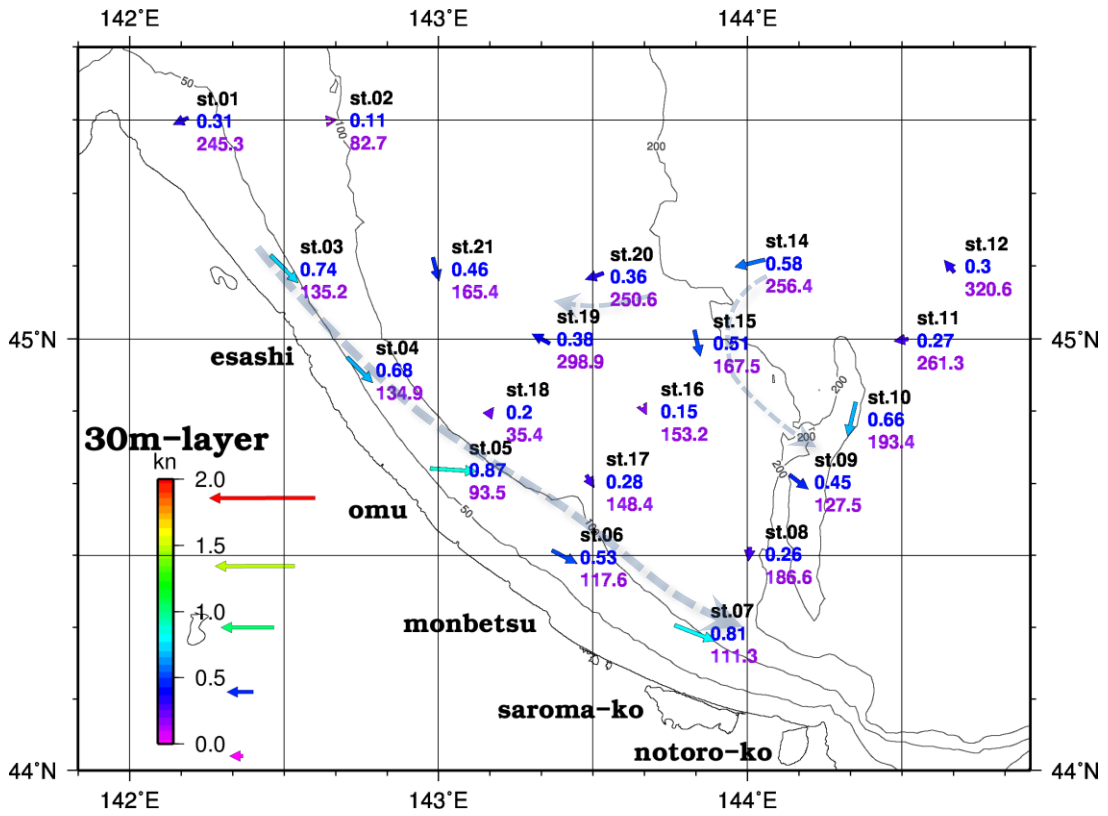 142°E
143°E
144°E
50
st.01
0.31
245.3
st.02
0.11
82.7
100
200
st.03
0.74
135.2
st.21
0.46
165.4
st.20
0.36
250.6
st.14
0.58
256.4
st.12
0.3
320.6
45°N
45°N
esashi
st.04
0.68
134.9
st.19
0.38
298.9
st.15
0.51
167.5
st.11
0.27
261.3
st.18
0.2
35.4
st.16
0.15
153.2
200
st.10
0.66
193.4
200
30m-layer
kn
2.0
1.5
1.0
0.5
0.0
st.05
0.87
93.5
st.17
0.28
148.4
200
st.09
0.45
127.5
omu
50
100
st.06
0.53
117.6
st.08
0.26
186.6
monbetsu
st.07
0.81
111.3
saroma-ko
notoro-ko
44°N
44°N
142°E
143°E
144°E